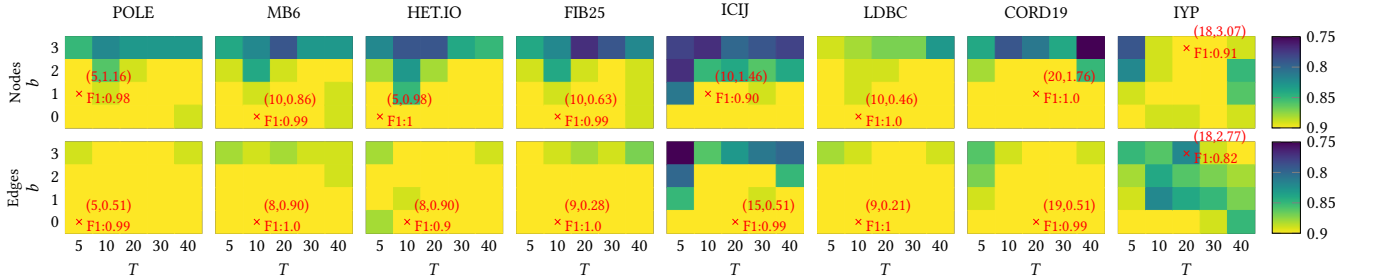 POLE MB6 HET.IO FIB25 ICIJ LDBC CORD19 IYP
Nodes
b
3
2
1
0
(5,1.16)
F1:0.98
(10,0.86)
F1:0.99
(5,0.98)
F1:1
(10,0.63)
F1:0.99
(10,1.46)
F1:0.90
(10,0.46)
F1:1.0
(20,1.76)
F1:1.0
(18,3.07)
F1:0.91
0.75
0.8
0.85
0.9
Edges
b
3
2
1
0
(5,0.51)
F1:0.99
(8,0.90)
F1:1.0
(8,0.90)
F1:0.9
(9,0.28)
F1:1.0
(15,0.51)
F1:0.99
(9,0.21)
F1:1
(19,0.51)
F1:0.99
(18,2.77)
F1:0.82
0.75
0.8
0.85
0.9
5 10 20 30 40 5 10 20 30 40 5 10 20 30 40 5 10 20 30 40 5 10 20 30 40 5 10 20 30 40 5 10 20 30 40 5 10 20 30 40
T T T T T T T T